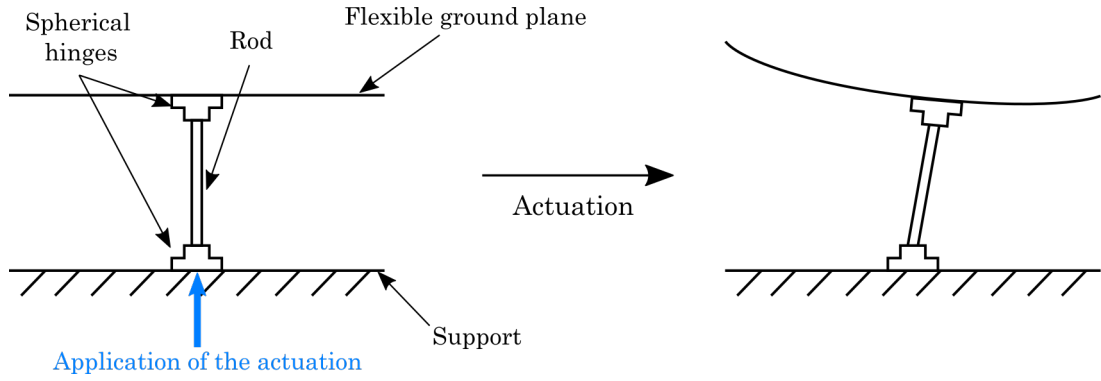 Spherical
hinges
Rod
Flexible ground plane
Actuation
Support
Application of the actuation